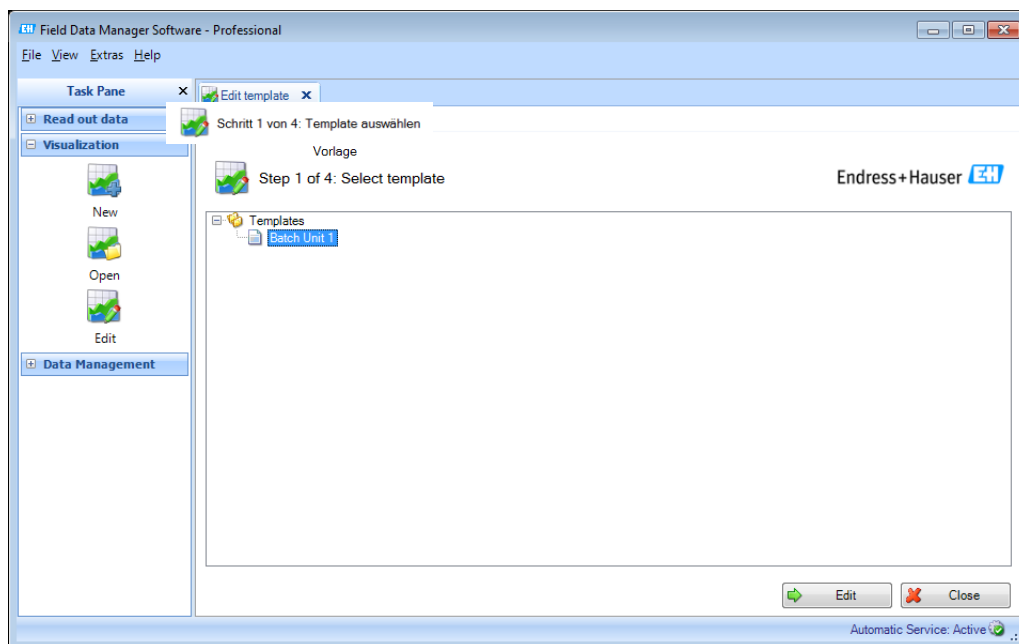 Field Data Manager Software - Professional
File View Extras Help
Task Pane
Edit template
Read out data
Schritt 1 von 4: Template auswählen
Visualization
Vorlage
Step 1 of 4: Select template
Endress+Hauser EH
New
Templates
Batch Unit 1
Open
Edit
Data Management
Edit
Close
Automatic Service: Active